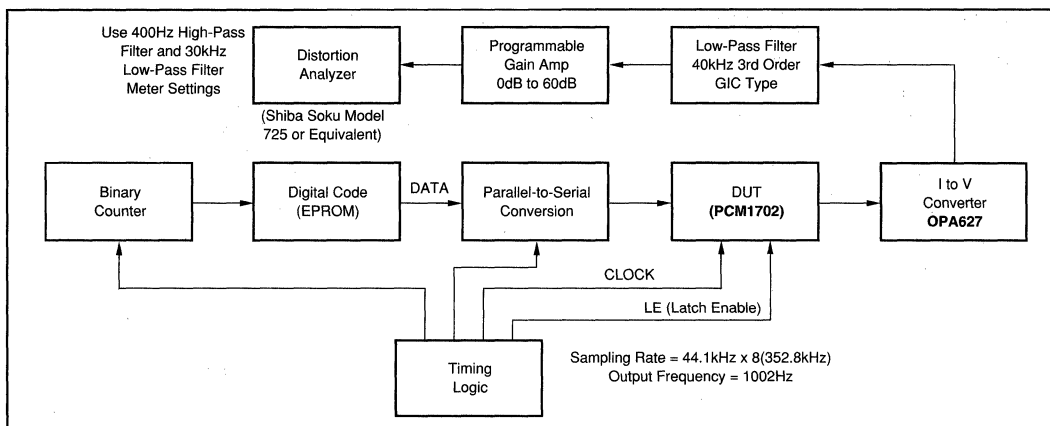 Use 400Hz High-Pass
Filter and 30kHz
Low-Pass Filter
Meter Settings
Distortion
Analyzer
(Shiba Soku Model
725 or Equivalent)
Programmable
Gain Amp
0dB to 60dB
Low-Pass Filter
40kHz 3rd Order
GIC Type
Binary
Counter
Digital Code
(EPROM)
DATA
Parallel-to-Serial
Conversion
DUT
(PCM1702)
I to V
Converter
OPA627
CLOCK
LE (Latch Enable)
Timing
Logic
Sampling Rate = 44.1kHz x 8(352.8kHz)
Output Frequency = 1002Hz